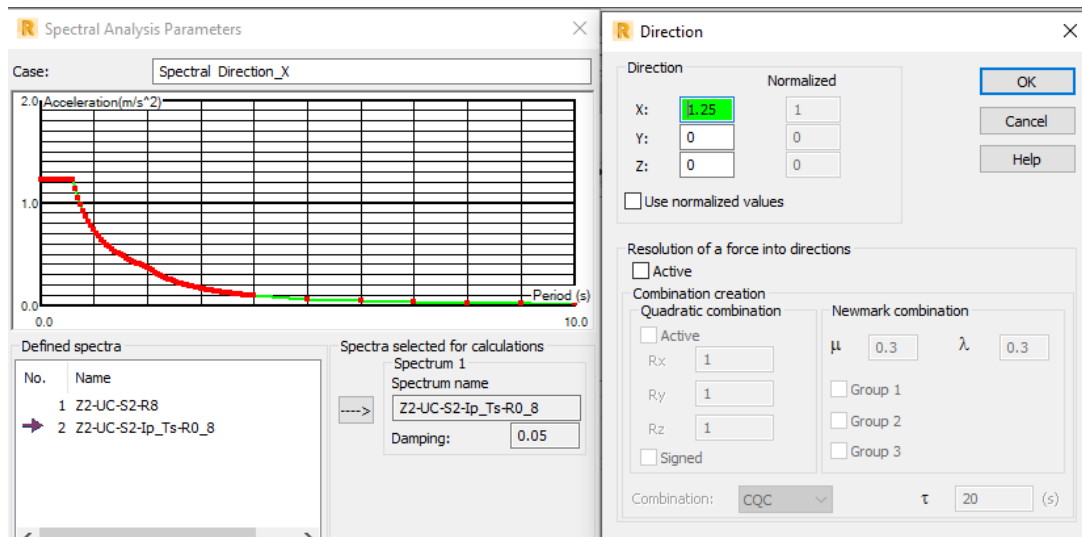 Spectral Analysis Parameters
Case: Spectral Direction_X
2.0 Acceleration(m/s^2)
1.0
0.0
Period (s)
0.0 10.0
Defined spectra
No. Name
1 Z2-UC-S2-R8
2 Z2-UC-S2-Ip_Ts-R0_8
Spectra selected for calculations
Spectrum 1
Spectrum name
---->
Z2-UC-S2-Ip_Ts-R0_8
Damping: 0.05
Direction
Direction
Normalized
X: 1.25 1
Y: 0 0
Z: 0 0
Use normalized values
OK
Cancel
Help
Resolution of a force into directions
Active
Combination creation
Quadratic combination
Active
Rx 1
Ry 1
Rz 1
Signed
Newmark combination
μ 0.3 λ 0.3
Group 1
Group 2
Group 3
Combination: CQC τ 20 (s)